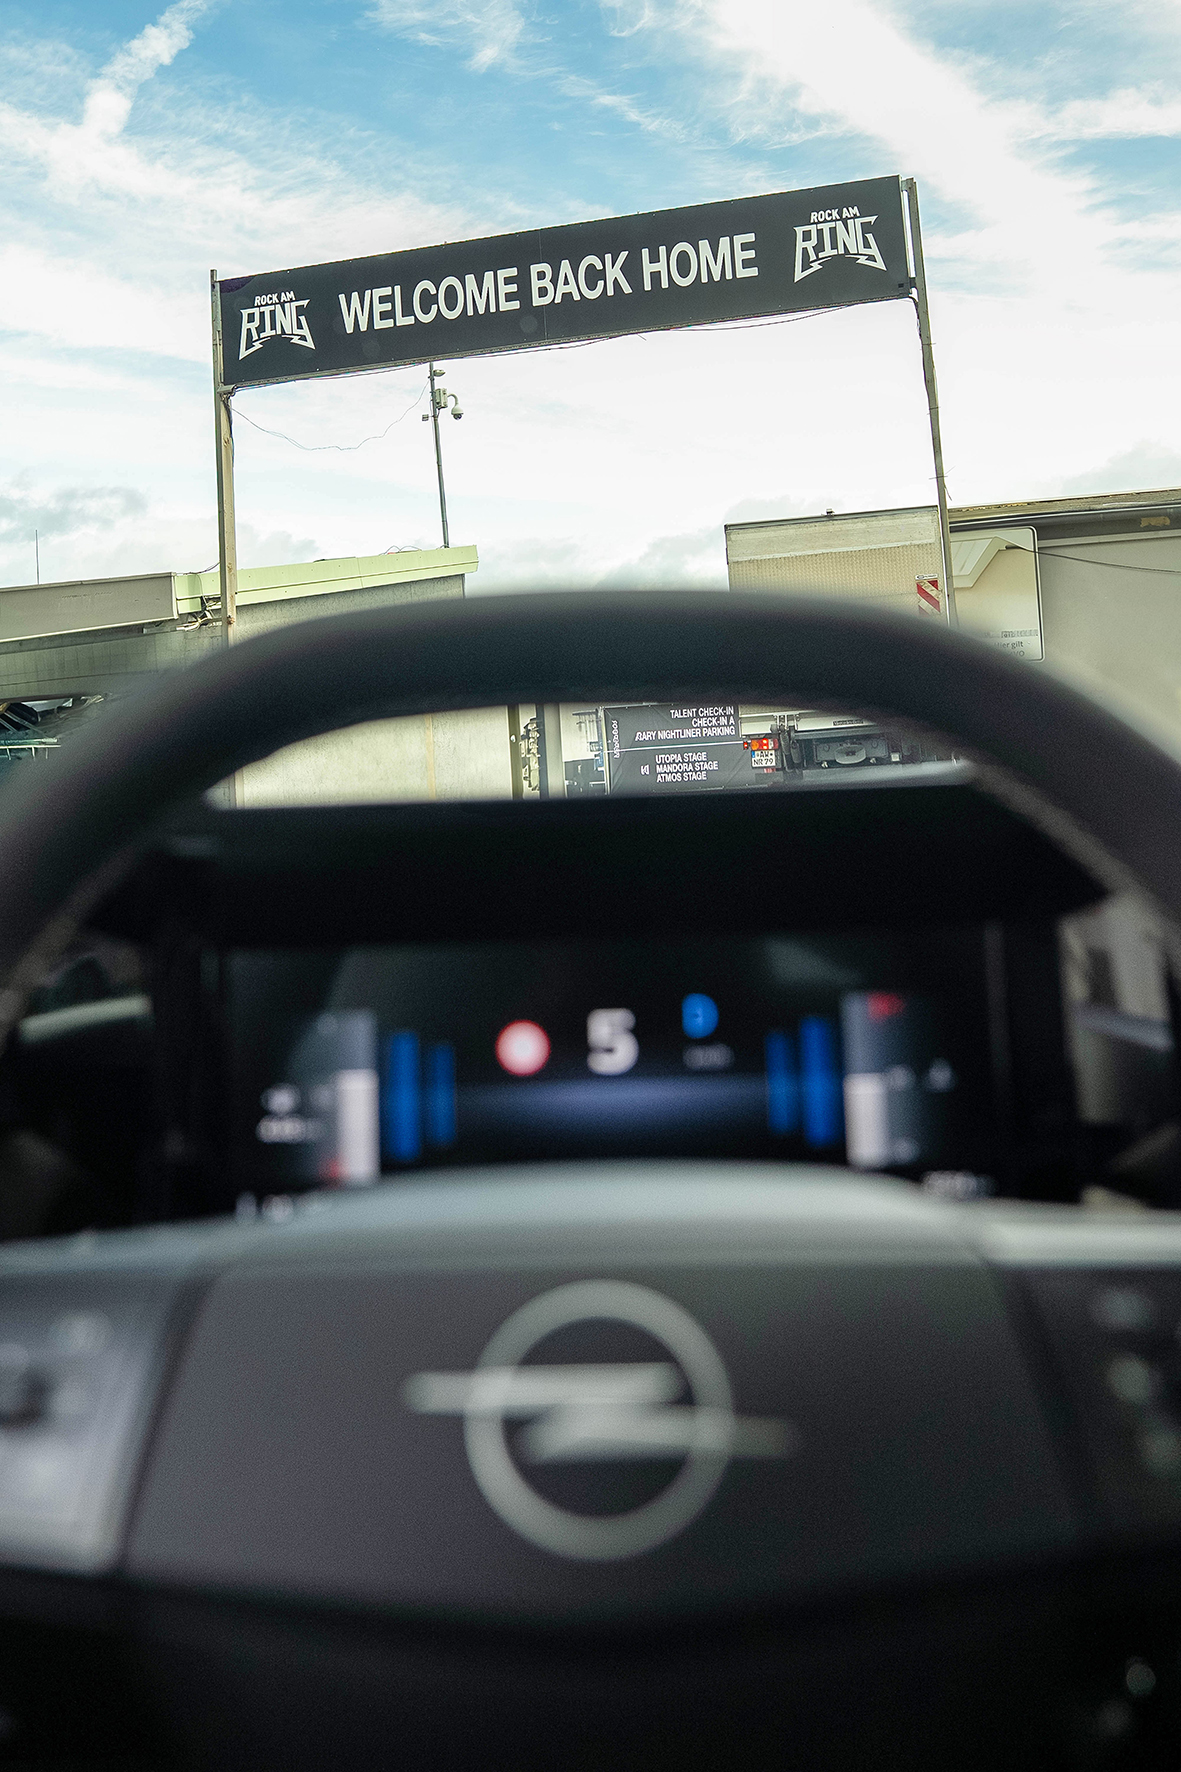 ROCK AM
RING
WELCOME BACK HOME
ROCK AM
RING
TALENT CHECK-IN
CHECK-IN A
NIGHTLINER PARKING
UTOPIA STAGE
MANDORA STAGE
ATMOS STAGE
5